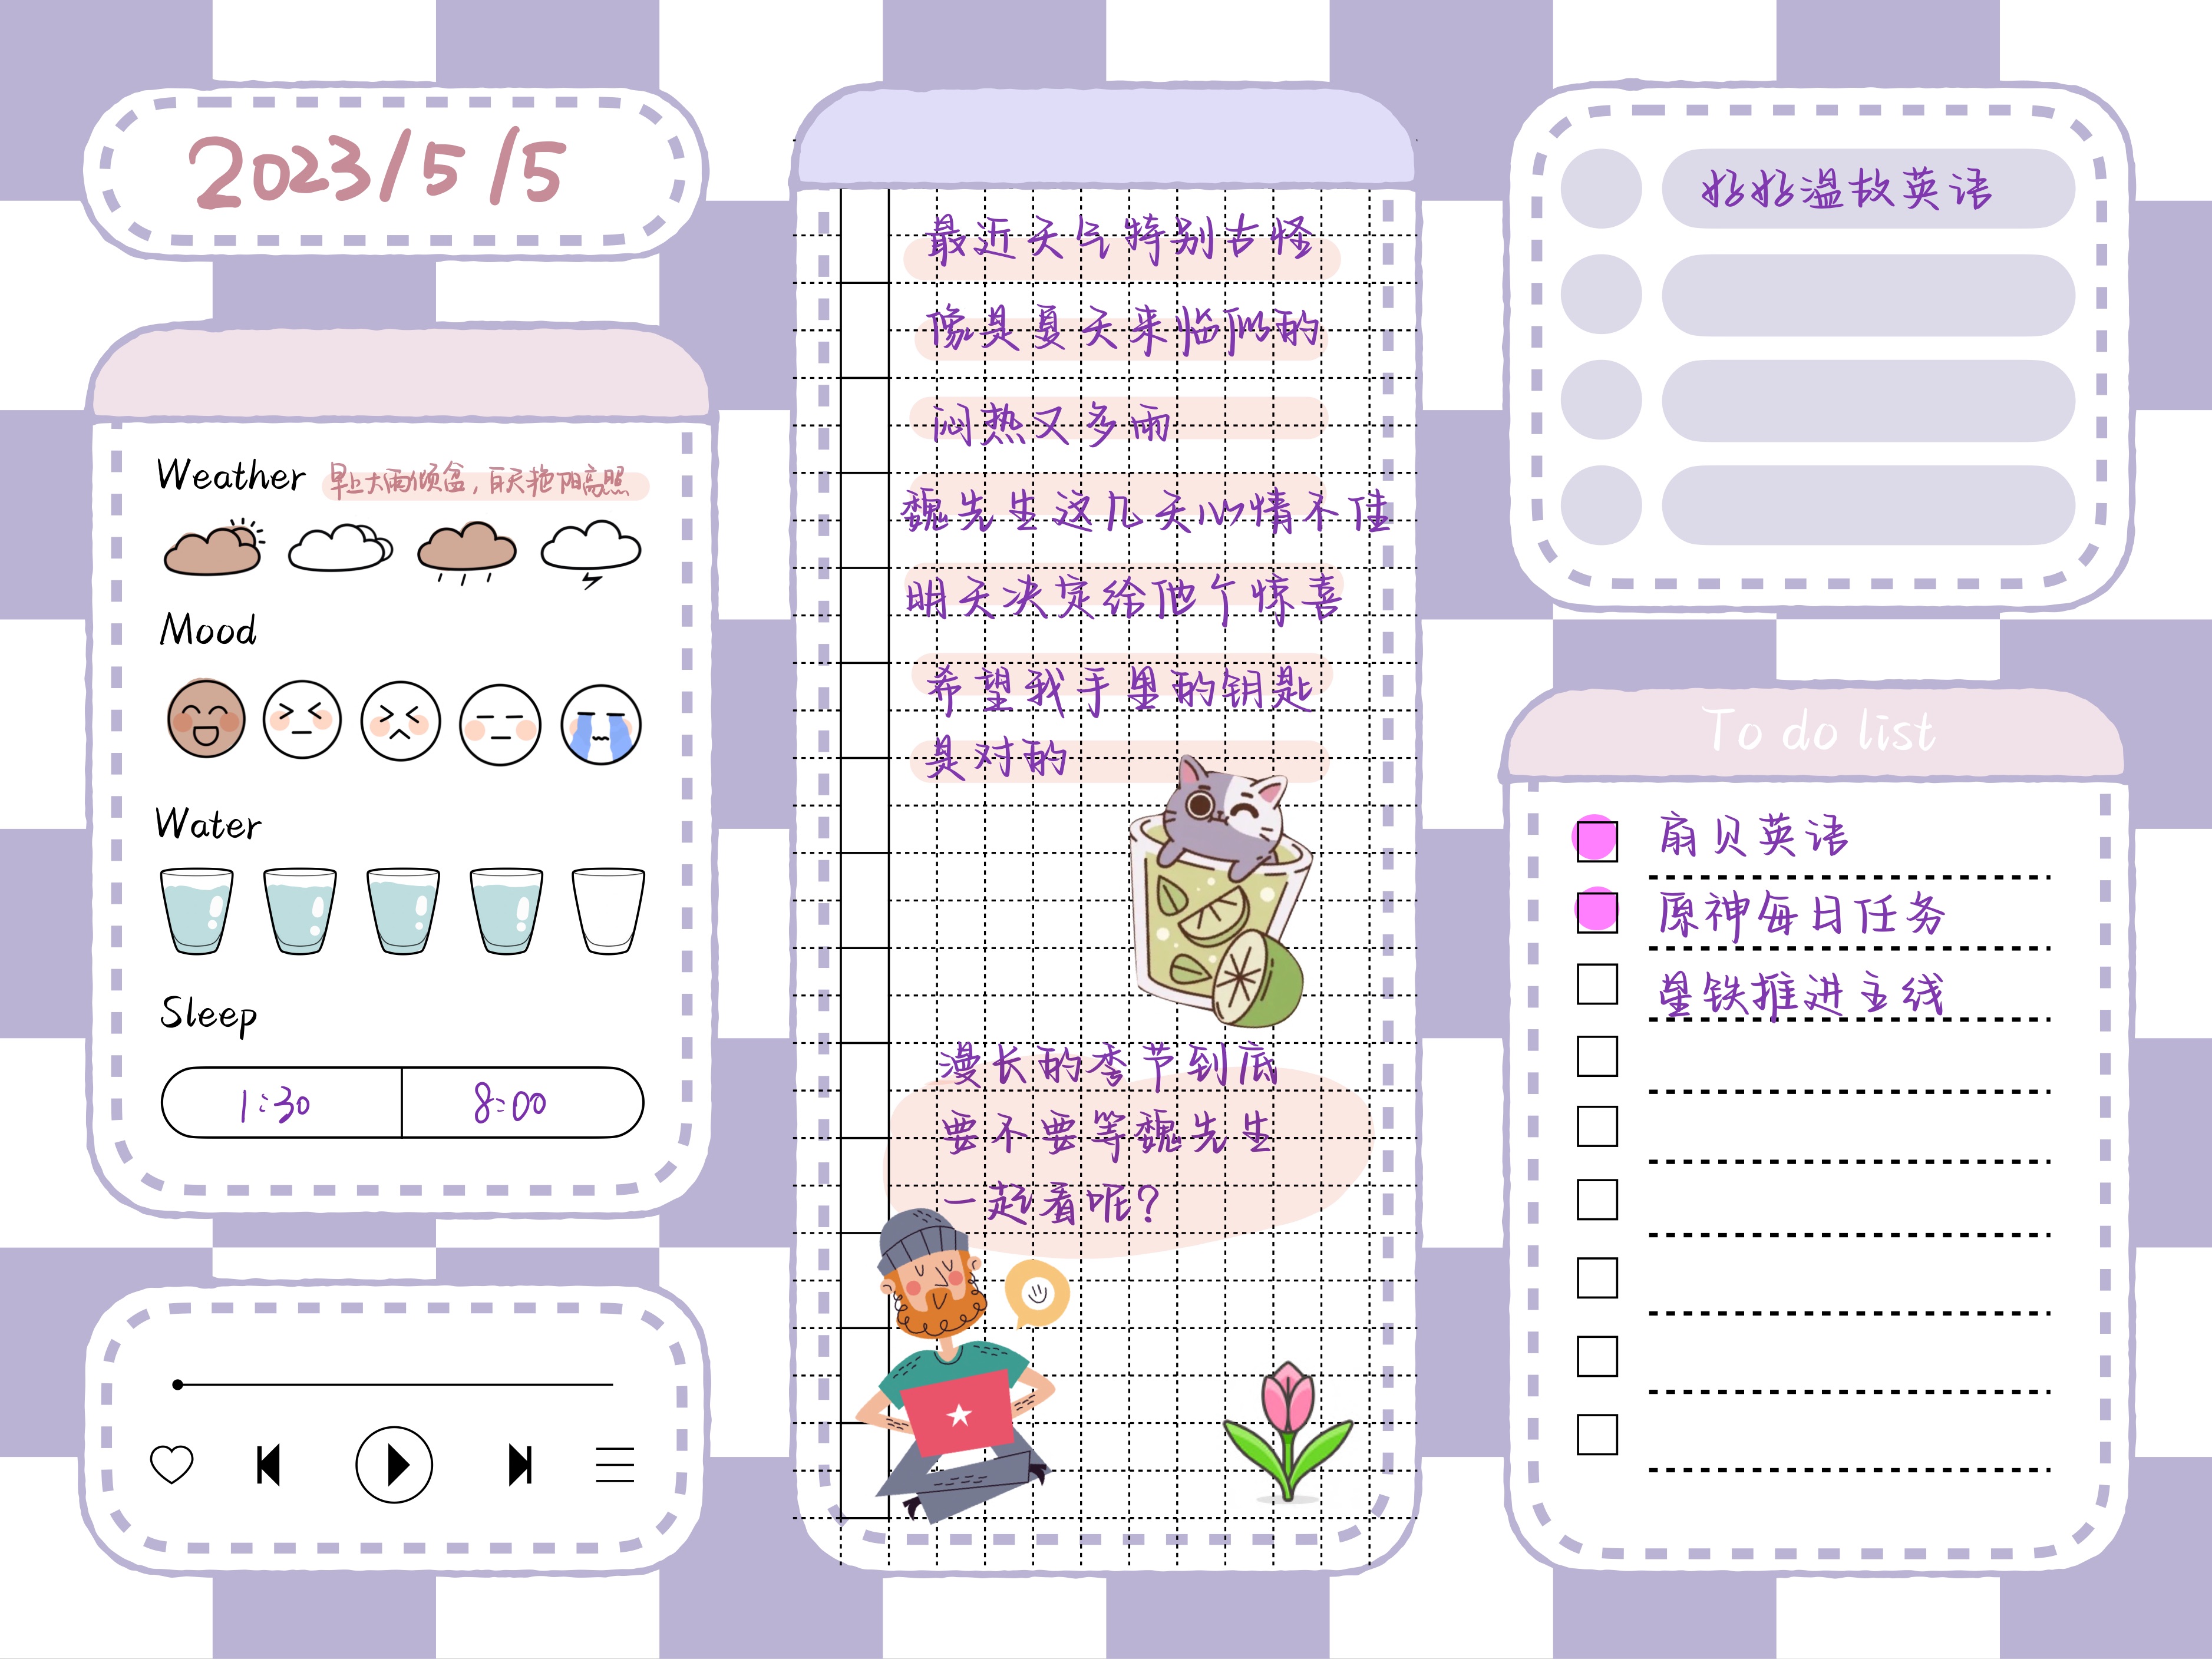 2023/5/5
Weather 早上大雨倾盆，白天艳阳高照
Mood
Water
Sleep
1:30 8:00
最近天气特别古怪
像是夏天来临似的
闷热又多雨
魏先生这几天心情不佳
明天决定给他个惊喜
希望我手里的钥匙
是对的
漫长的季节到底
要不要等魏先生
一起看呢？
好好温故英语
To do list
扇贝英语
原神每日任务
星铁推进主线